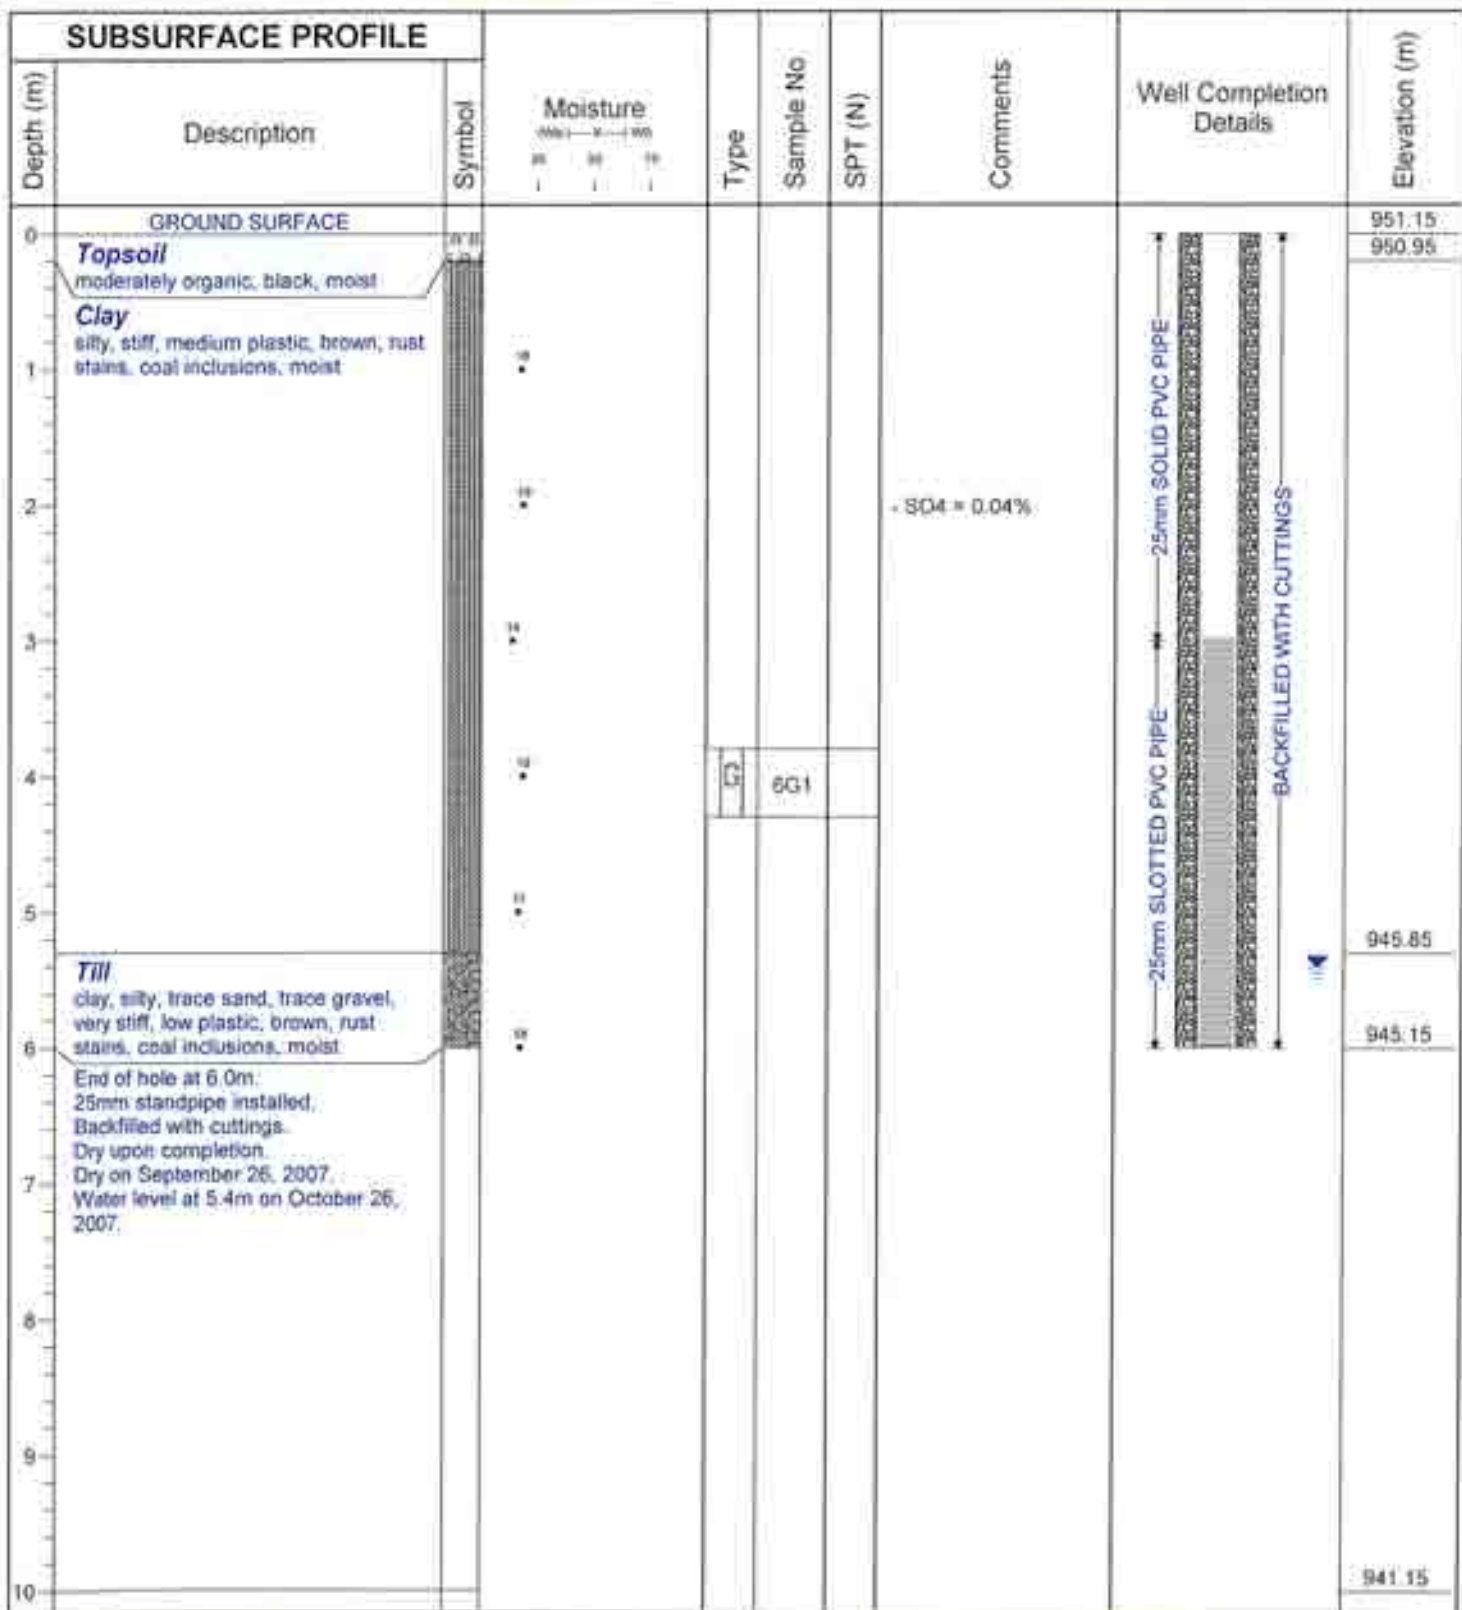 SUBSURFACE PROFILE
Depth (m)
Description
Symbol
Moisture
Type
Sample No
SPT (N)
Comments
Well Completion
Details
Elevation (m)
GROUND SURFACE
951.15
0
Topsoil
950.95
moderately organic, black, moist
Clay
silty, stiff, medium plastic, brown, rust
stains, coal inclusions, moist
1
2
- SO4 = 0.04%
25mm SOLID PVC PIPE
BACKFILLED WITH CUTTINGS
3
14
4
G
6G1
25mm SLOTTED PVC PIPE
5
945.85
Till
clay, silty, trace sand, trace gravel,
very stiff, low plastic, brown, rust
stains, coal inclusions, moist
6
945.15
End of hole at 6.0m.
25mm standpipe installed.
Backfilled with cuttings.
Dry upon completion.
Dry on September 26, 2007.
Water level at 5.4m on October 26,
2007.
7
8
9
10
941.15